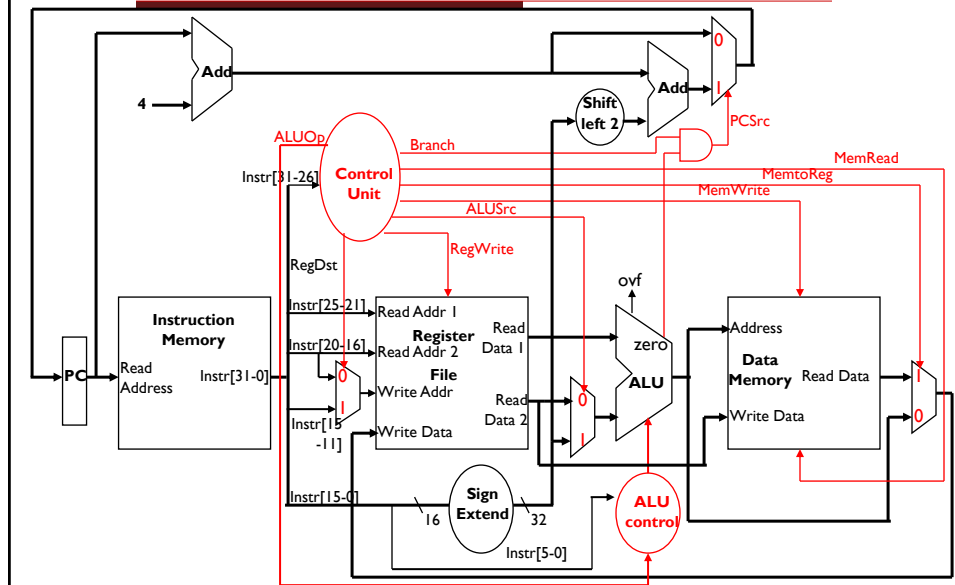 0
Add
Add
4
Shift
left 2
1
PCSrc
ALUOp
Branch
MemRead
Instr[31-26]
Control
Unit
MemtoReg
MemWrite
ALUSrc
RegWrite
RegDst
ovf
Instruction
Memory
Instr[25-21]
Read Addr 1
Register
Read
Data 1
zero
Address
Instr[20-16]
Read Addr 2
File
Data
Memory
PC
Read
Address
Instr[31-0]
0
Write Addr
ALU
Read Data
1
Read
Data 2
0
1
Instr[15
-11]
Write Data
1
Write Data
0
Instr[15-0]
16
Sign
Extend
32
ALU
control
Instr[5-0]